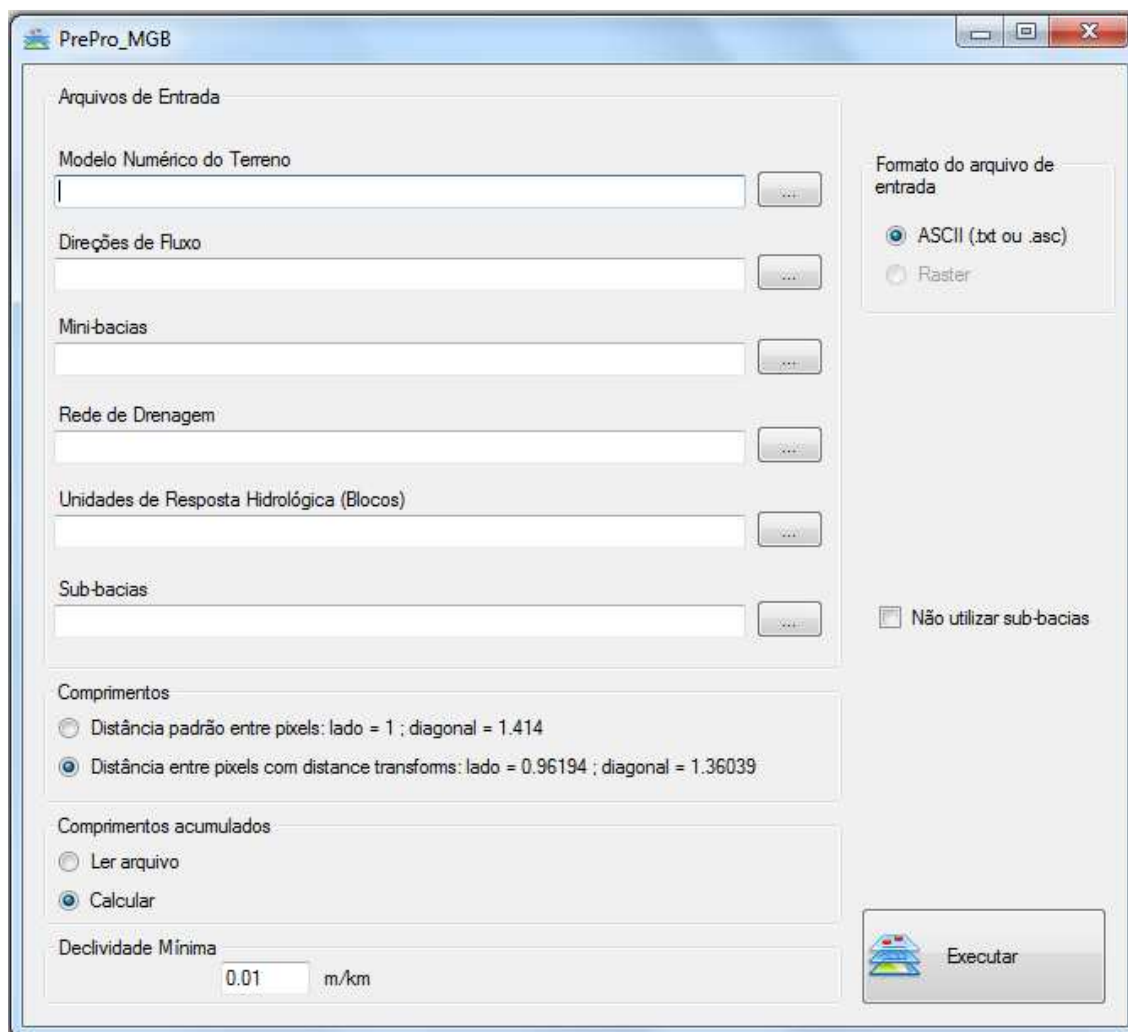 PrePro_MGB
Arquivos de Entrada
Modelo Numérico do Terreno
...
Direções de Fluxo
...
Mini-bacias
...
Rede de Drenagem
...
Unidades de Resposta Hidrológica (Blocos)
...
Sub-bacias
...
Formato do arquivo de
entrada
ASCII (.txt ou .asc)
Raster
Não utilizar sub-bacias
Comprimentos
Distância padrão entre pixels: lado = 1 ; diagonal = 1.414
Distância entre pixels com distance transforms: lado = 0.96194 ; diagonal = 1.36039
Comprimentos acumulados
Ler arquivo
Calcular
Declividade Mínima
0.01 m/km
Executar